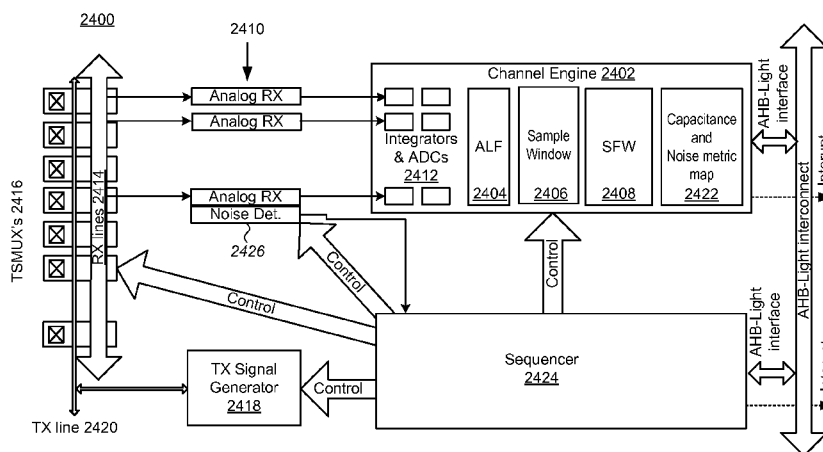 2400
2410
Analog RX
Analog RX
Analog RX
Noise Det.
2426
Channel Engine 2402
Integrators
& ADCs
2412
ALF
2404
Sample
Window
2406
SFW
2408
Capacitance
and
Noise metric
map
2422
AHB-Light
interface
AHB-Light interconnect
TSMUX's 2416
RX lines 2414
Control
Control
Control
Control
TX Signal
Generator
2418
Sequencer
2424
AHB-Light
interface
TX line 2420